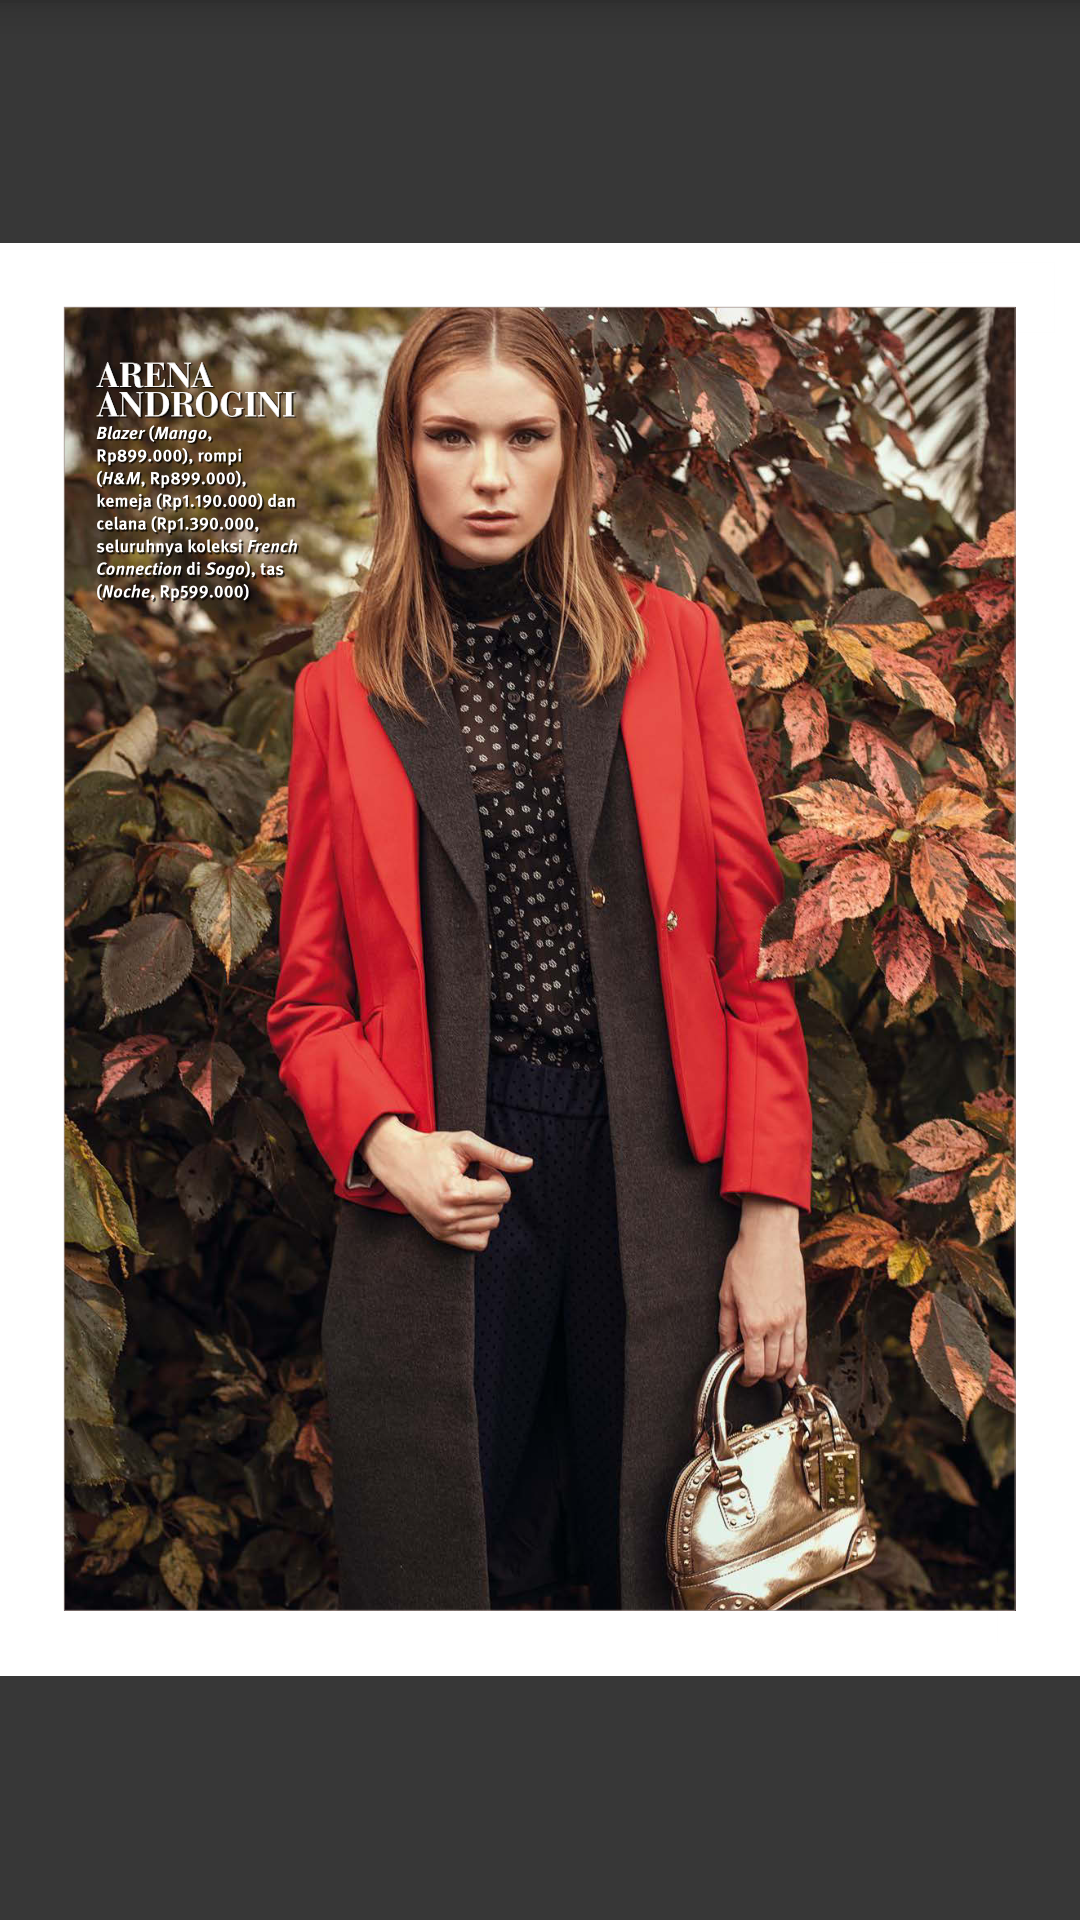 ARENA
ANDROGINI
Blazer (Mango,
Rp899.000), rompi
(H&M, Rp899.000),
kemeja (Rp1.190.000) dan
celana (Rp1.390.000,
seluruhnya koleksi French
Connection di Sogo), tas
(Noche, Rp599.000)